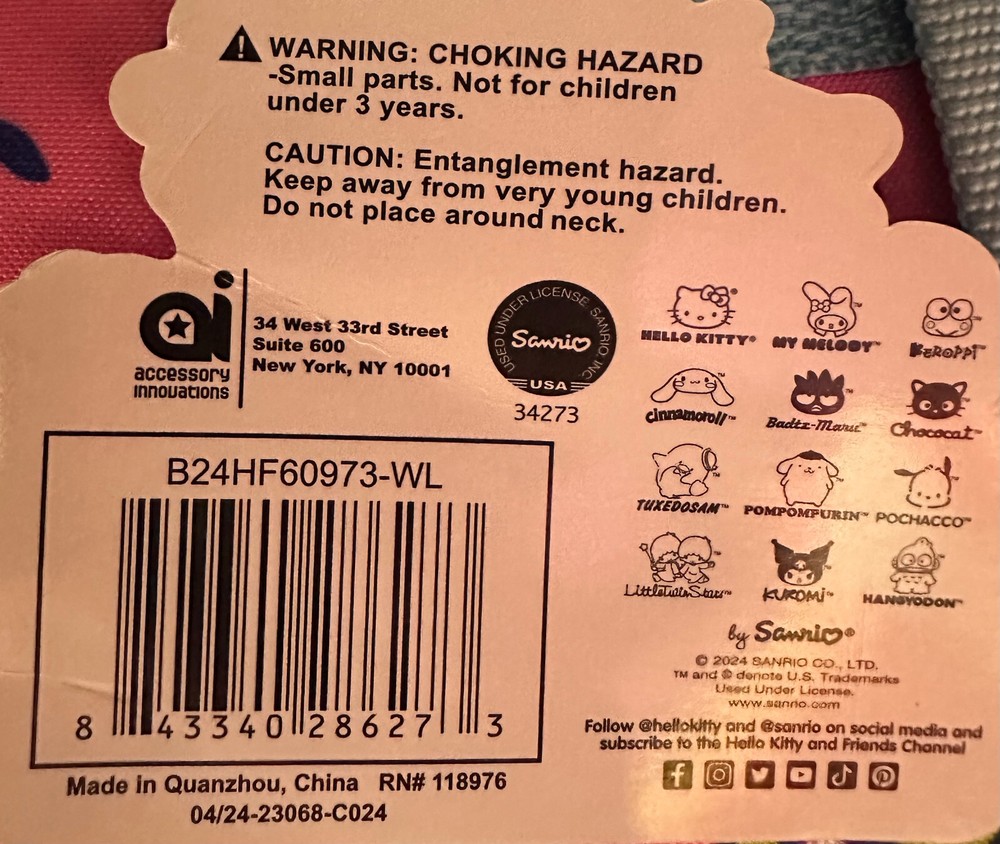 WARNING: CHOKING HAZARD
-Small parts. Not for children
under 3 years.
CAUTION: Entanglement hazard.
Keep away from very young children.
Do not place around neck.
ai
accessory
innovations
34 West 33rd Street
Suite 600
New York, NY 10001
USED UNDER LICENSE SANRIO, INC.
Sanrio
USA
34273
HELLO KITTY® MY MELODY™ KEROPPI™
cinnamoroll™ Badtz-Maru™ Chococat™
TUXEDOSAM™ POMPOMPURIN™ POCHACCO™
LittleTwinStars™ KUROMI™ HANGYODON™
by Sanrio®
© 2024 SANRIO CO., LTD.
TM and ® denote U.S. Trademarks
Used Under License.
www.sanrio.com
Follow @hellokitty and @sanrio on social media and
subscribe to the Hello Kitty and Friends Channel
B24HF60973-WL
8 43340 28627 3
Made in Quanzhou, China RN# 118976
04/24-23068-C024